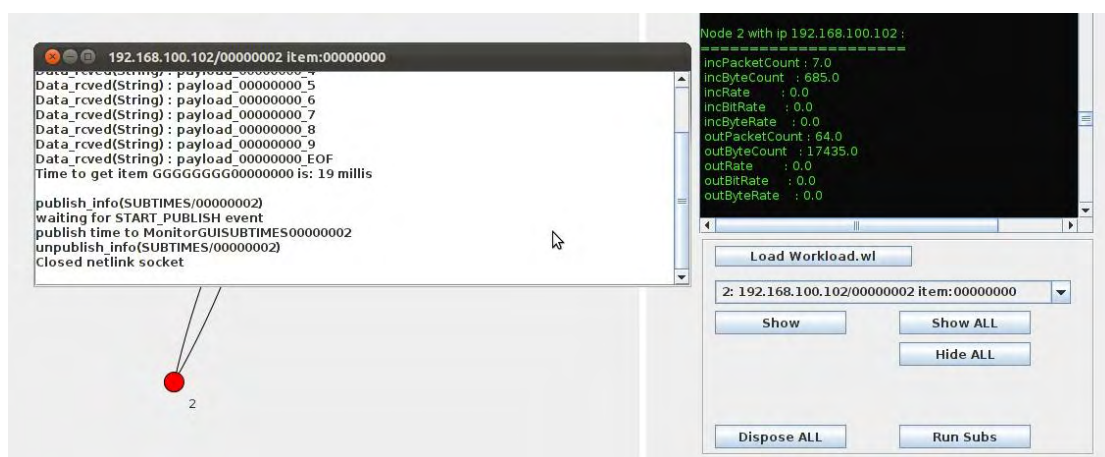 192.168.100.102/00000002 item:00000000
Data_rcved(String) : payload_00000000_4
Data_rcved(String) : payload_00000000_5
Data_rcved(String) : payload_00000000_6
Data_rcved(String) : payload_00000000_7
Data_rcved(String) : payload_00000000_8
Data_rcved(String) : payload_00000000_9
Data_rcved(String) : payload_00000000_EOF
Time to get item GGGGGGGG00000000 is: 19 millis
publish_info(SUBTIMES/00000002)
waiting for START_PUBLISH event
publish time to MonitorGUISUBTIMES00000002
unpublish_info(SUBTIMES/00000002)
Closed netlink socket
2
Node 2 with ip 192.168.100.102 :
======================
incPacketCount : 7.0
incByteCount : 685.0
incRate : 0.0
incBitRate : 0.0
incByteRate : 0.0
outPacketCount : 64.0
outByteCount : 17435.0
outRate : 0.0
outBitRate : 0.0
outByteRate : 0.0
Load Workload.wl
2: 192.168.100.102/00000002 item:00000000
Show
Show ALL
Hide ALL
Dispose ALL
Run Subs